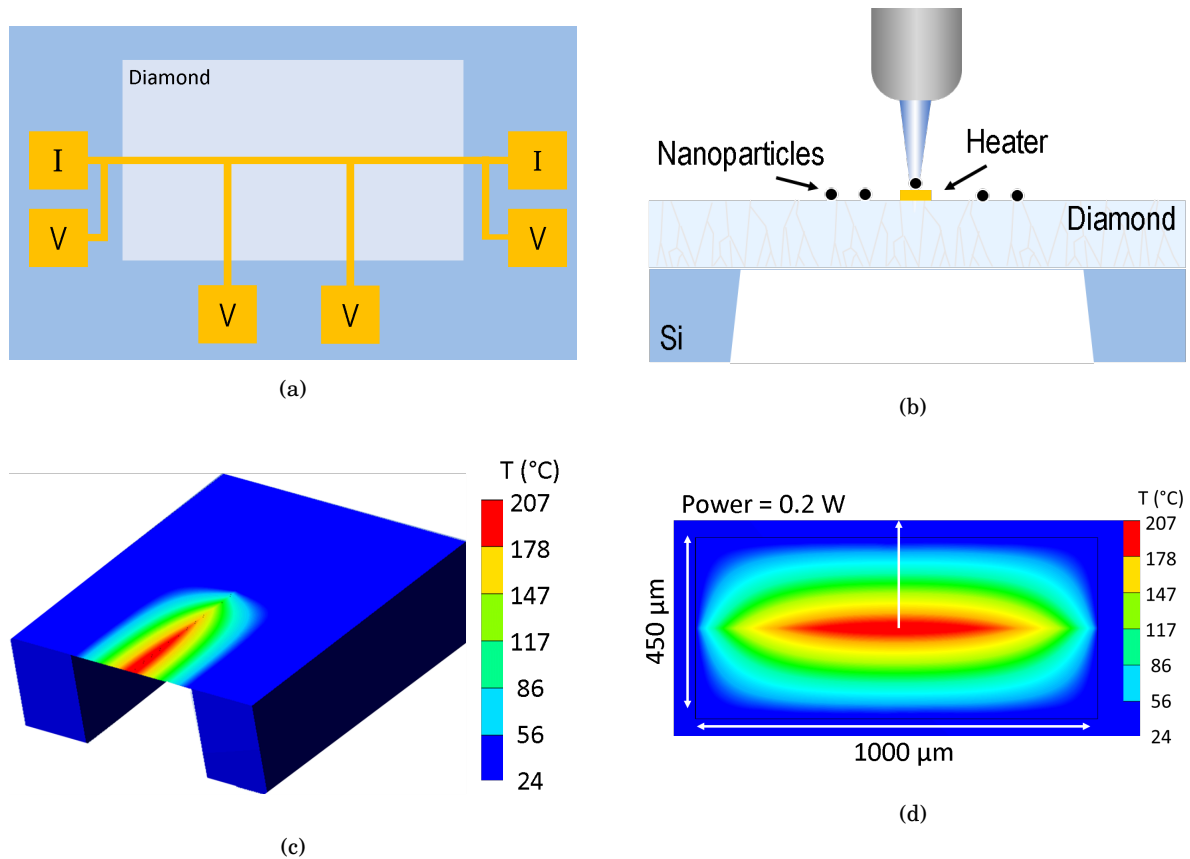 Diamond
I
I
V
V
V
V
(a)
Nanoparticles
Heater
Diamond
Si
(b)
T (°C)
207
178
147
117
86
56
24
(c)
Power = 0.2 W
T (°C)
207
178
147
117
86
56
24
450 µm
1000 µm
(d)